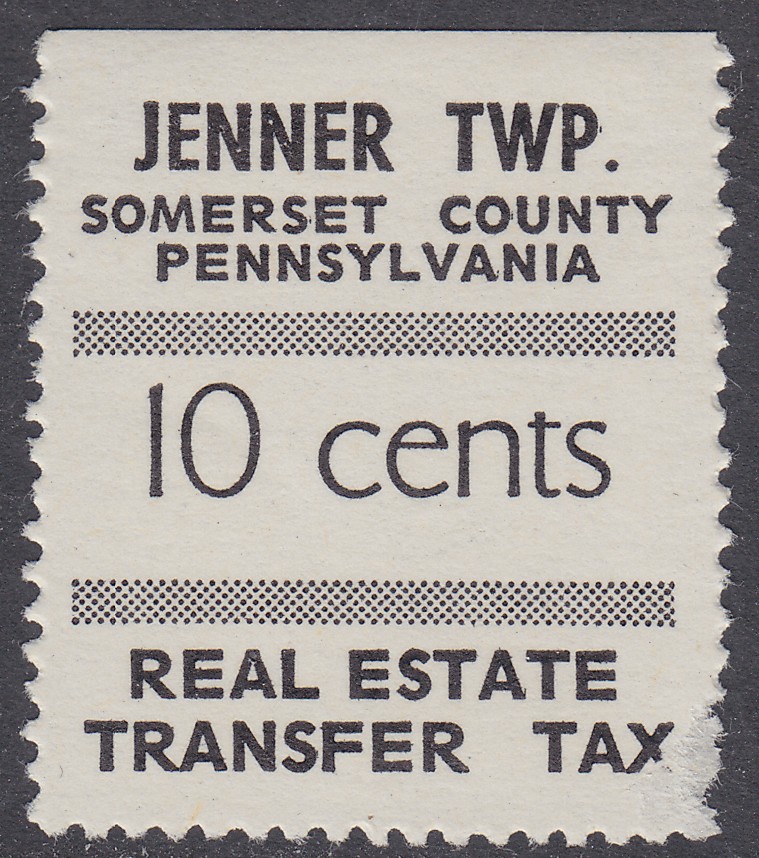 JENNER TWP.
SOMERSET COUNTY
PENNSYLVANIA
10 cents
REAL ESTATE
TRANSFER TAX